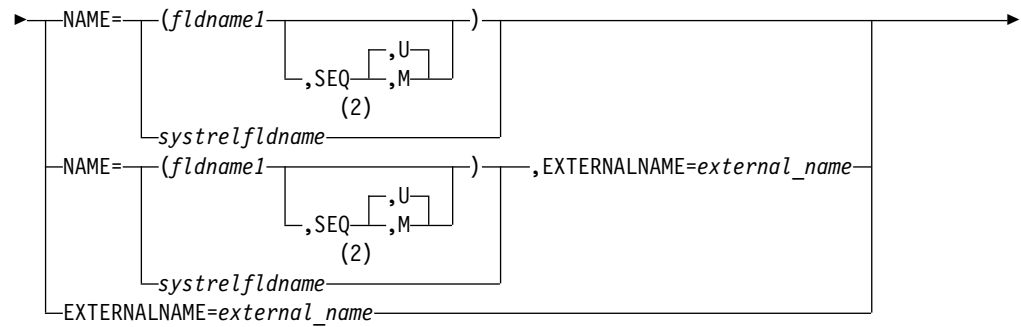 NAME= (fldname1 )
,U
,SEQ ,M
(2)
systrelfldname
NAME= (fldname1 ) ,EXTERNALNAME=external_name
,U
,SEQ ,M
(2)
systrelfldname
EXTERNALNAME=external_name